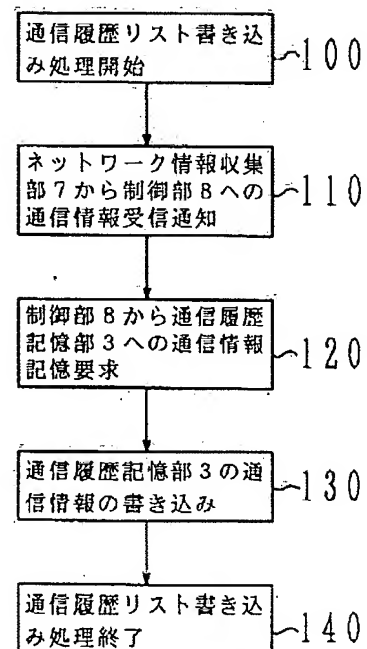 通信履歴リスト書き込
み処理開始
100
ネットワーク情報収集
部7から制御部8への
通信情報受信通知
110
制御部8から通信履歴
記憶部3への通信情報
記憶要求
120
通信履歴記憶部3の通
信情報の書き込み
130
通信履歴リスト書き込
み処理終了
140